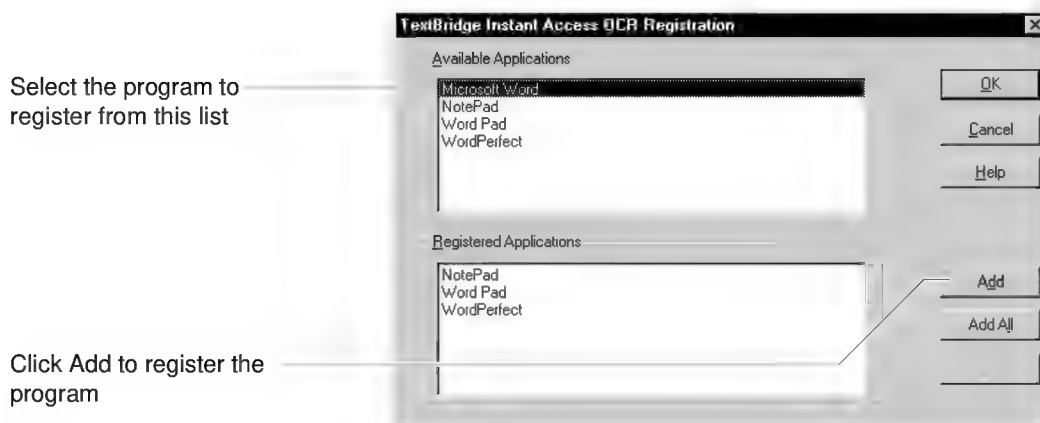 TextBridge Instant Access OCR Registration
Available Applications
Select the program to
register from this list
Microsoft Word
NotePad
Word Pad
WordPerfect
OK
Cancel
Help
Registered Applications
NotePad
Word Pad
WordPerfect
Add
Add All
Click Add to register the
program